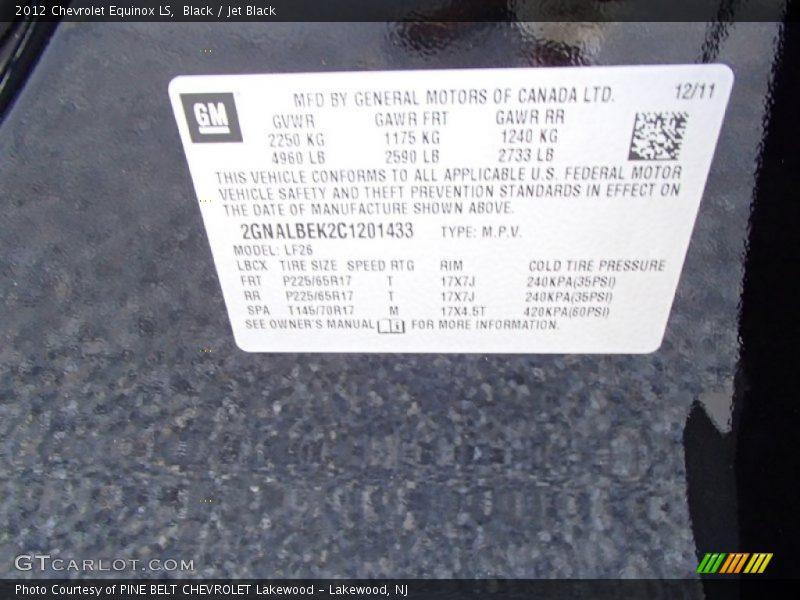 2012 Chevrolet Equinox LS, Black / Jet Black
GM
MFD BY GENERAL MOTORS OF CANADA LTD. 12/11
GVWR GAWR FRT GAWR RR
2250 KG 1175 KG 1240 KG
4960 LB 2590 LB 2733 LB
THIS VEHICLE CONFORMS TO ALL APPLICABLE U.S. FEDERAL MOTOR
VEHICLE SAFETY AND THEFT PREVENTION STANDARDS IN EFFECT ON
THE DATE OF MANUFACTURE SHOWN ABOVE.
2GNALBEK2C1201433 TYPE: M.P.V.
MODEL: LF26
LBCX TIRE SIZE SPEED RTG RIM COLD TIRE PRESSURE
FRT P225/65R17 T 17X7J 240KPA(35PSI)
RR P225/65R17 T 17X7J 240KPA(35PSI)
SPA T145/70R17 M 17X4.5T 420KPA(60PSI)
SEE OWNER'S MANUAL FOR MORE INFORMATION.
GTCARLOT.COM
Photo Courtesy of PINE BELT CHEVROLET Lakewood - Lakewood, NJ